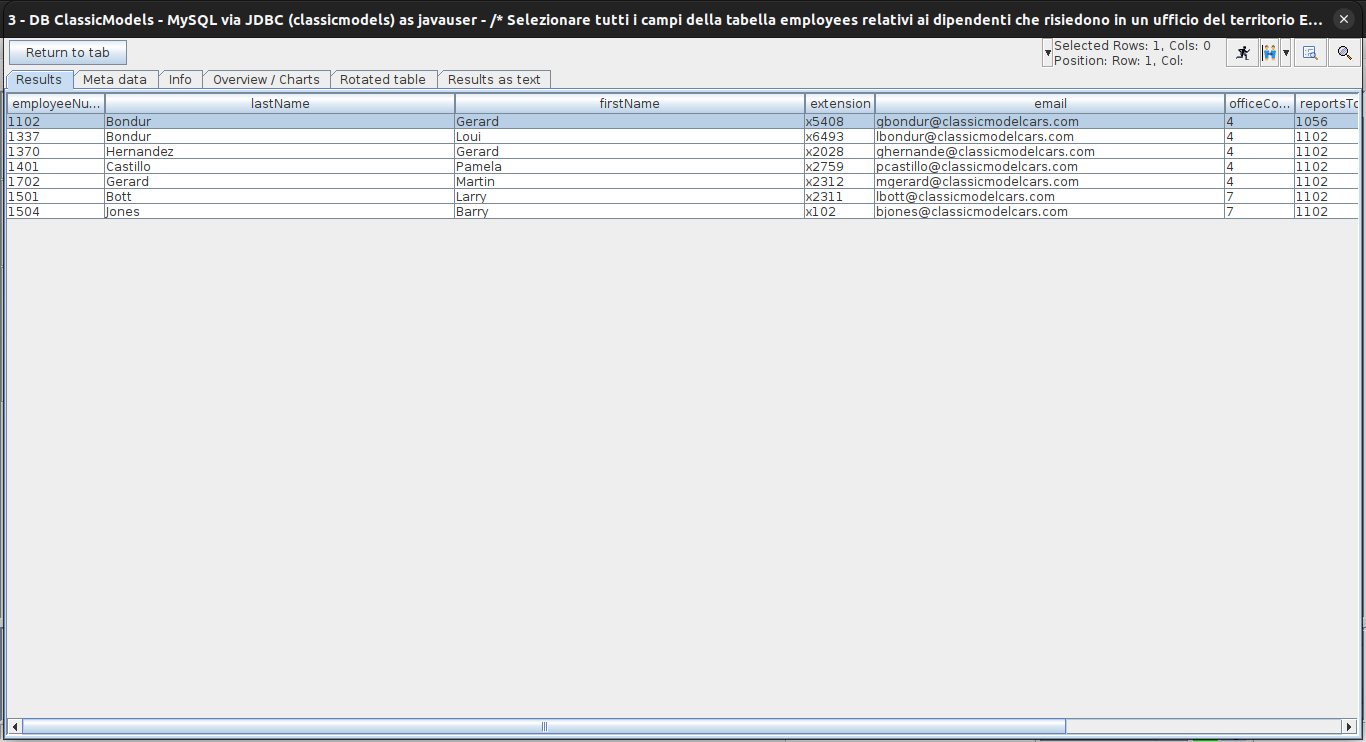 3 - DB ClassicModels - MySQL via JDBC (classicmodels) as javauser - /* Selezionare tutti i campi della tabella employees relativi ai dipendenti che risiedono in un ufficio del territorio E...
Return to tab
Selected Rows: 1, Cols: 0
Position: Row: 1, Col:
Results Meta data Info Overview / Charts Rotated table Results as text
employeeNu... lastName firstName extension email officeCo... reportsTo
1102 Bondur Gerard x5408 gbondur@classicmodelcars.com 4 1056
1337 Bondur Loui x6493 lbondur@classicmodelcars.com 4 1102
1370 Hernandez Gerard x2028 ghernande@classicmodelcars.com 4 1102
1401 Castillo Pamela x2759 pcastillo@classicmodelcars.com 4 1102
1702 Gerard Martin x2312 mgerard@classicmodelcars.com 4 1102
1501 Bott Larry x2311 lbott@classicmodelcars.com 7 1102
1504 Jones Barry x102 bjones@classicmodelcars.com 7 1102